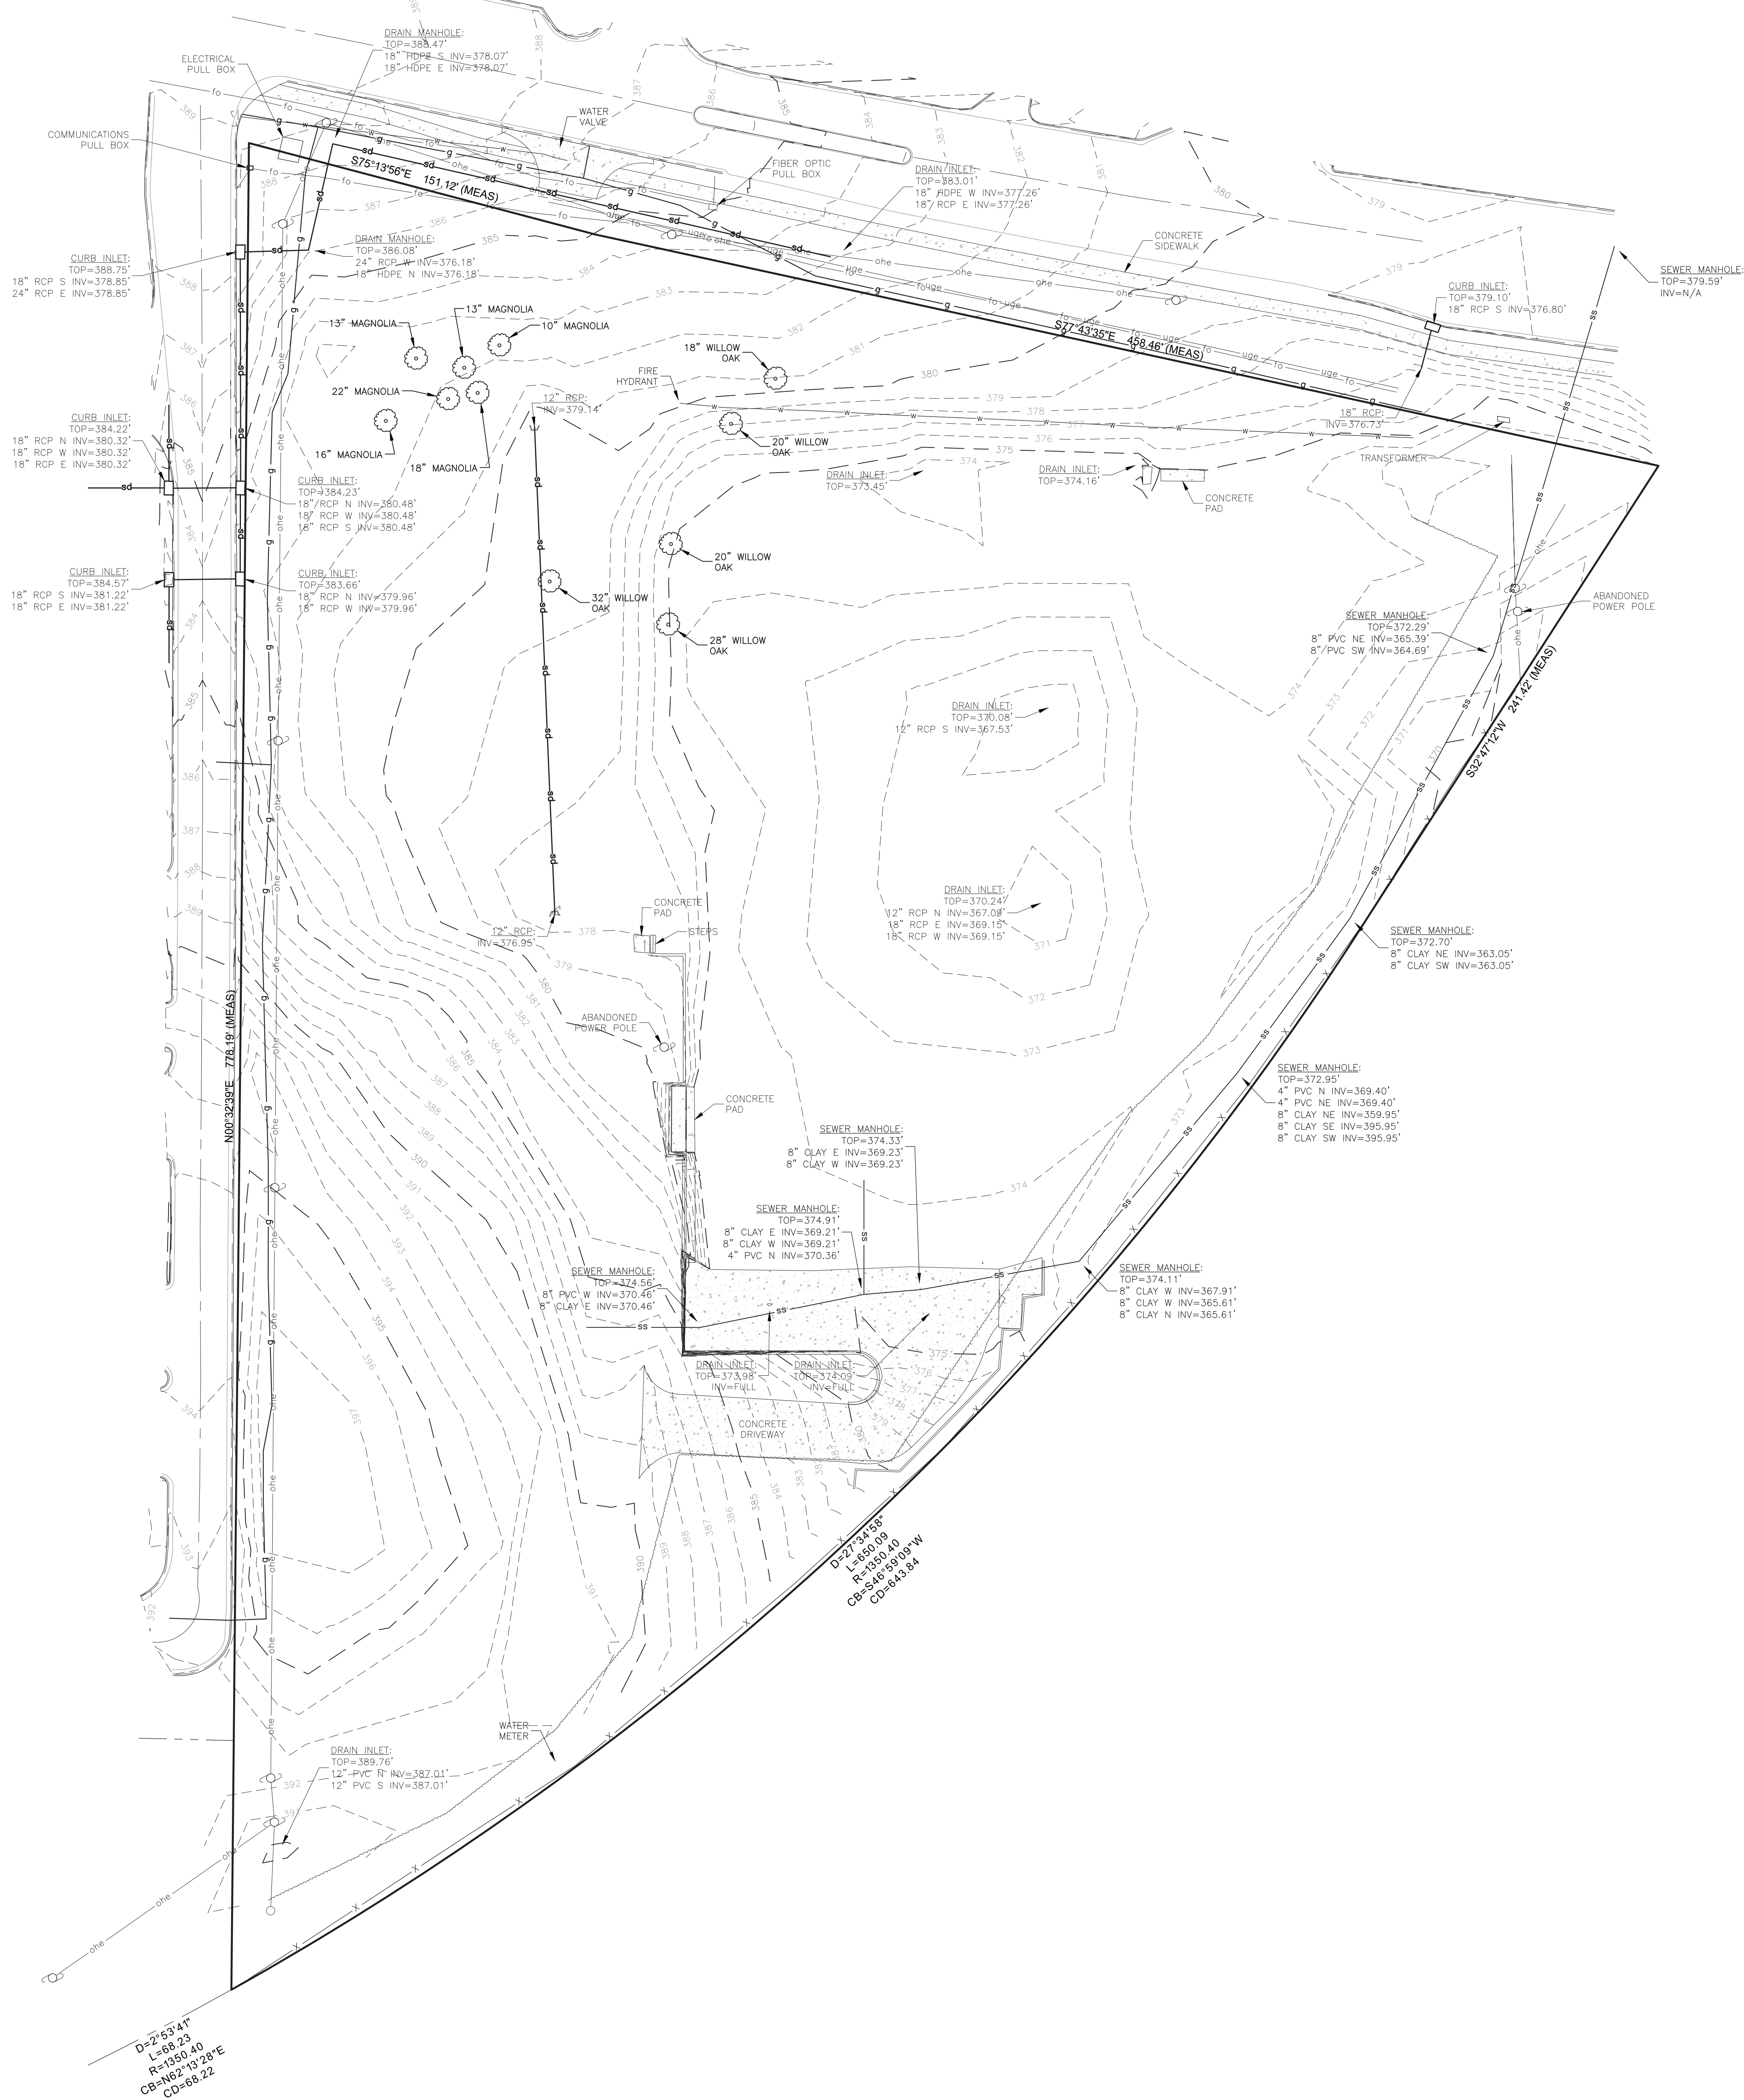 DRAIN MANHOLE:
TOP=388.47'
18" HDPE S INV=378.07'
18" HDPE E INV=378.07'
ELECTRICAL
PULL BOX
COMMUNICATIONS
PULL BOX
WATER
VALVE
FIBER OPTIC
PULL BOX
DRAIN INLET:
TOP=383.01'
18" HDPE W INV=377.26'
18" RCP E INV=377.26'
S75°13'56"E 151.12' (MEAS)
DRAIN MANHOLE:
TOP=386.08'
24" RCP W INV=376.18'
18" HDPE N INV=376.18'
CONCRETE
SIDEWALK
CURB INLET:
TOP=388.75'
18" RCP S INV=378.85'
24" RCP E INV=378.85'
SEWER MANHOLE:
TOP=379.59'
INV=N/A
CURB INLET:
TOP=379.10'
18" RCP S INV=376.80'
S77°43'35"E 458.46' (MEAS)
13" MAGNOLIA
13" MAGNOLIA
10" MAGNOLIA
18" WILLOW
OAK
FIRE
HYDRANT
22" MAGNOLIA
12" RCP:
INV=379.14'
16" MAGNOLIA
18" MAGNOLIA
20" WILLOW
OAK
18" RCP:
INV=376.73'
TRANSFORMER
CURB INLET:
TOP=384.22'
18" RCP N INV=380.32'
18" RCP W INV=380.32'
18" RCP E INV=380.32'
CURB INLET:
TOP=384.23'
18" RCP N INV=380.48'
18" RCP W INV=380.48'
18" RCP S INV=380.48'
DRAIN INLET:
TOP=373.45'
DRAIN INLET:
TOP=374.16'
CONCRETE
PAD
20" WILLOW
OAK
CURB INLET:
TOP=384.57'
18" RCP S INV=381.22'
18" RCP E INV=381.22'
CURB INLET:
TOP=383.66'
18" RCP N INV=379.96'
18" RCP W INV=379.96'
32" WILLOW
OAK
28" WILLOW
OAK
ABANDONED
POWER POLE
SEWER MANHOLE:
TOP=372.29'
8" PVC NE INV=365.39'
8" PVC SW INV=364.69'
S32°47'12"W 241.42' (MEAS)
DRAIN INLET:
TOP=370.08'
12" RCP S INV=367.53'
DRAIN INLET:
TOP=370.24'
12" RCP N INV=367.09'
18" RCP E INV=369.15'
18" RCP W INV=369.15'
CONCRETE
PAD
STEPS
12" RCP:
INV=376.95'
SEWER MANHOLE:
TOP=372.70'
8" CLAY NE INV=363.05'
8" CLAY SW INV=363.05'
N00°32'39"E 778.19' (MEAS)
ABANDONED
POWER POLE
CONCRETE
PAD
SEWER MANHOLE:
TOP=372.95'
4" PVC N INV=369.40'
4" PVC NE INV=369.40'
8" CLAY NE INV=359.95'
8" CLAY SE INV=395.95'
8" CLAY SW INV=395.95'
SEWER MANHOLE:
TOP=374.33'
8" CLAY E INV=369.23'
8" CLAY W INV=369.23'
SEWER MANHOLE:
TOP=374.91'
8" CLAY E INV=369.21'
8" CLAY W INV=369.21'
4" PVC N INV=370.36'
SEWER MANHOLE:
TOP=374.56'
8" PVC W INV=370.46'
8" CLAY E INV=370.46'
SEWER MANHOLE:
TOP=374.11'
8" CLAY W INV=367.91'
8" CLAY W INV=365.61'
8" CLAY N INV=365.61'
DRAIN INLET:
TOP=373.98'
INV=FULL
DRAIN INLET:
TOP=374.09'
INV=FULL
CONCRETE
DRIVEWAY
D=27°34'58"
L=650.09
R=1350.40
CB=S46°59'09"W
CD=643.84
WATER
METER
DRAIN INLET:
TOP=389.76'
12" PVC N INV=387.01'
12" PVC S INV=387.01'
D=2°53'41"
L=68.23
R=1350.40
CB=N62°13'28"E
CD=68.22